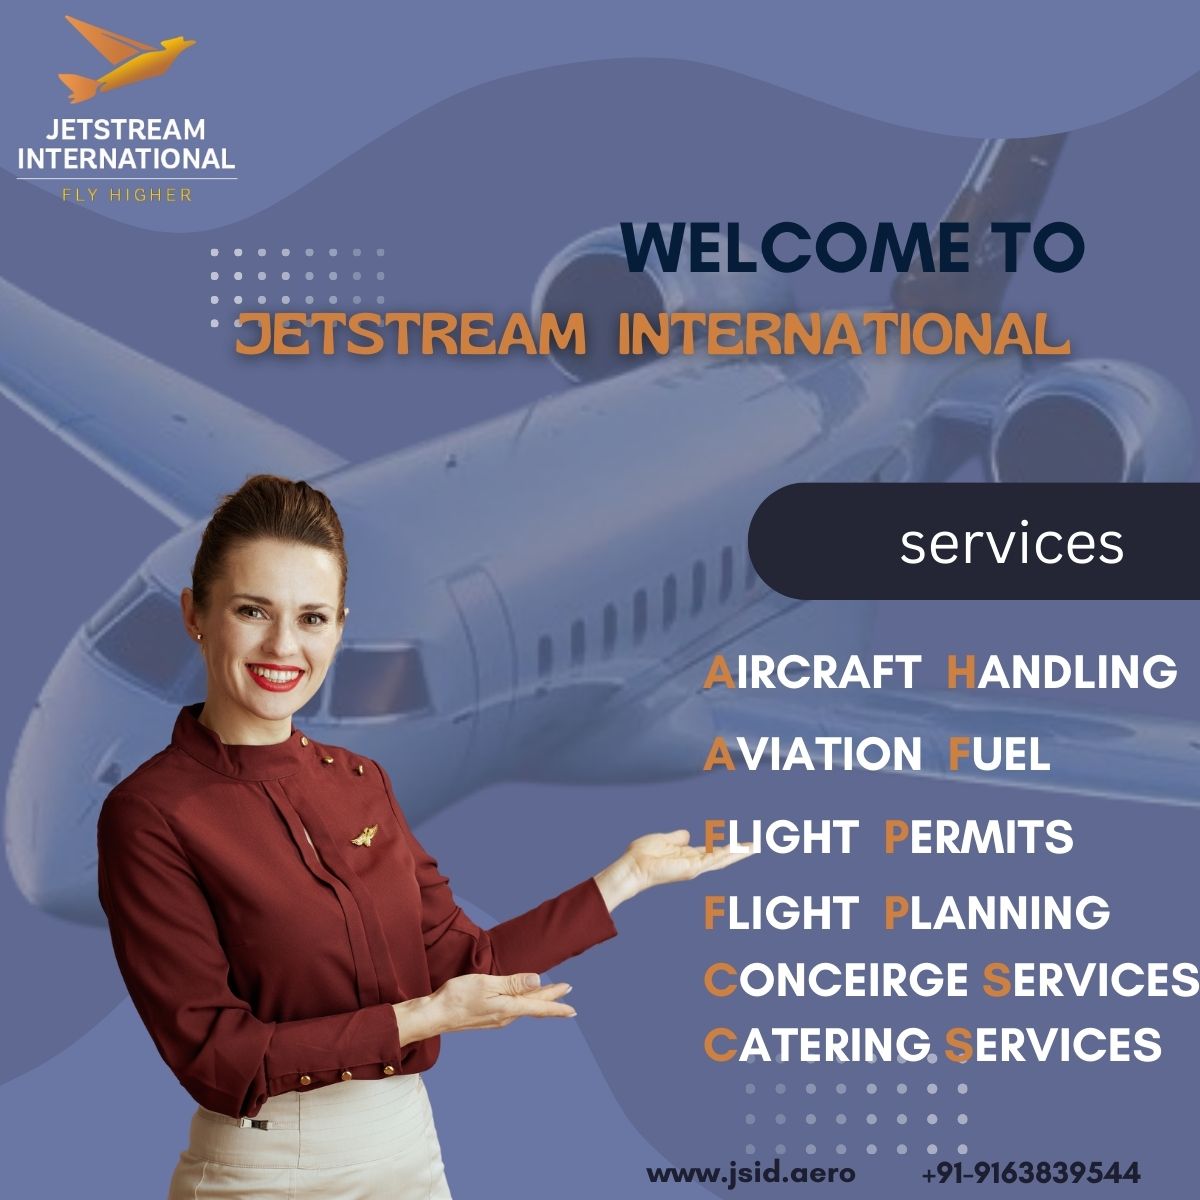 JETSTREAM
INTERNATIONAL
FLY HIGHER
WELCOME TO
JETSTREAM INTERNATIONAL
services
AIRCRAFT HANDLING
AVIATION FUEL
FLIGHT PERMITS
FLIGHT PLANNING
CONCEIRGE SERVICES
CATERING SERVICES
www.jsid.aero +91-9163839544